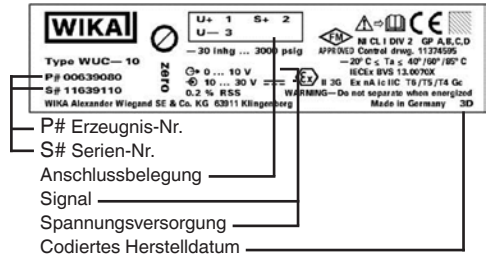 WIKAI
U+ 1 S+ 2
U— 3
Type WUC—10
—30 inhg ... 3000 psig
P# 00639080
S# 11639110
zero
0 ... 10 V
10 ... 30 V
0.2 % RSS
WIKA Alexander Wiegand SE & Co. KG 63911 Klingenberg
FM
APPROVED
CE
NI CL I DIV 2 GP A,B,C,D
Control drwg. 11374595
—20° C ≤ Ta ≤ 40°/60°/85° C
IECEx BVS 13.0070X
Ex II 3G Ex nA ic IIC T6/T5/T4 Gc
WARNING—Do not separate when energized
Made in Germany 3D
P# Erzeugnis-Nr.
S# Serien-Nr.
Anschlussbelegung
Signal
Spannungsversorgung
Codiertes Herstelldatum